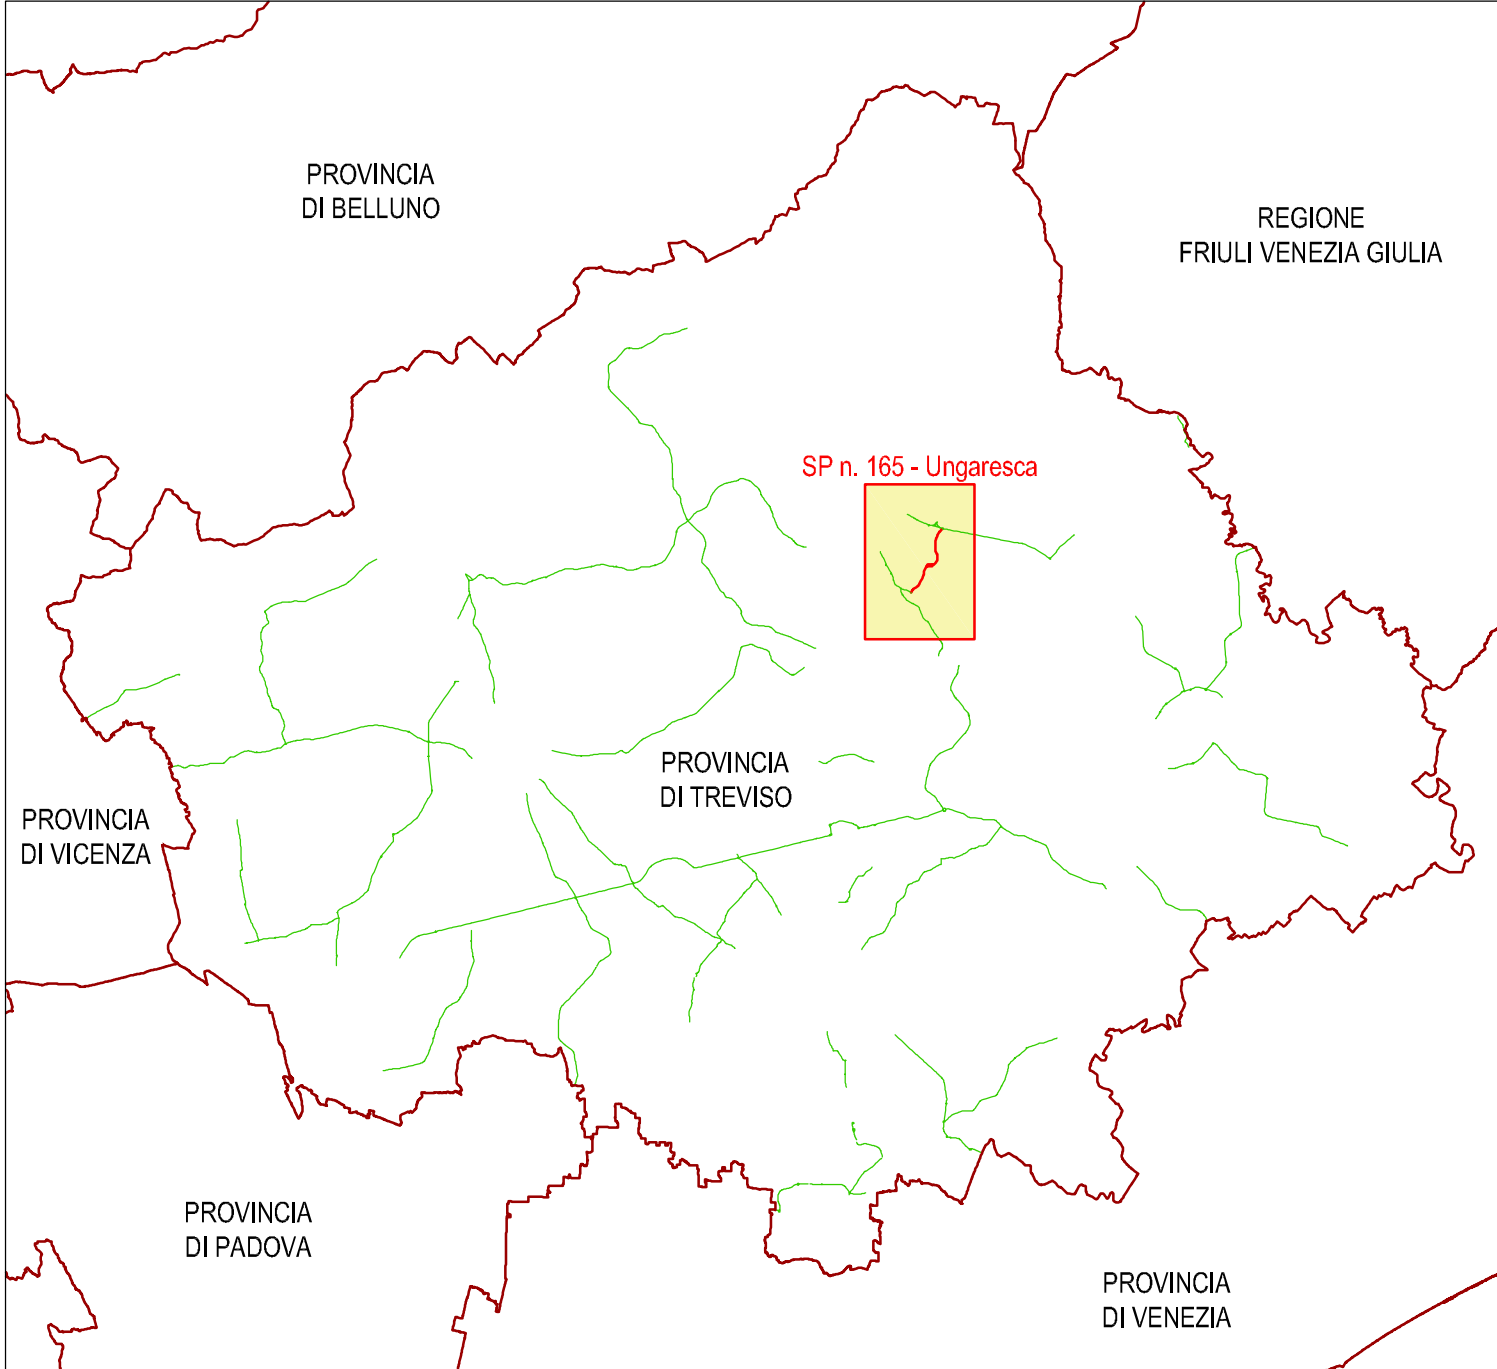 PROVINCIA
DI BELLUNO
REGIONE
FRIULI VENEZIA GIULIA
SP n. 165 - Ungaresca
PROVINCIA
DI TREVISO
PROVINCIA
DI VICENZA
PROVINCIA
DI PADOVA
PROVINCIA
DI VENEZIA